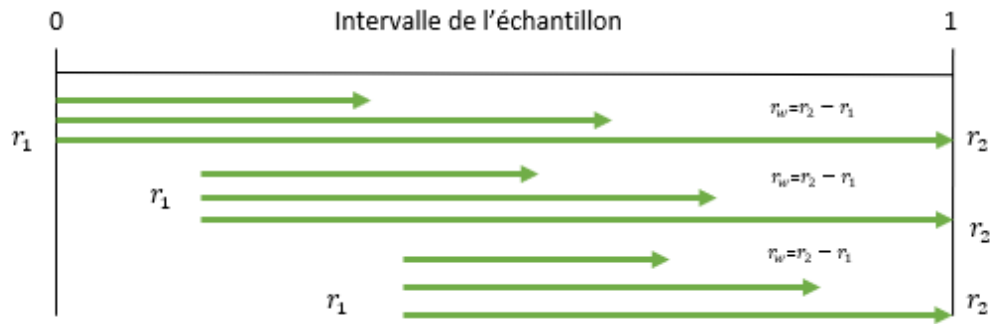 0 Intervalle de l'échantillon 1
r_w=r_2 − r_1
r_1 r_2
r_w=r_2 − r_1
r_1
r_2
r_w=r_2 − r_1
r_1 r_2